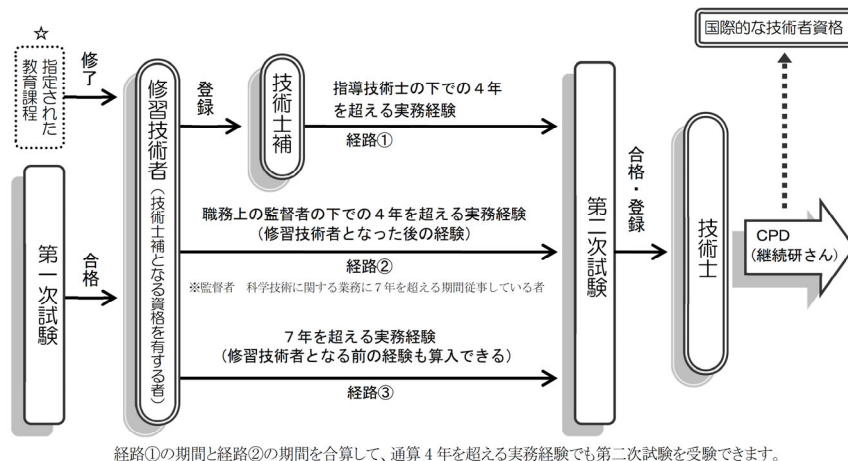 国際的な技術者資格
☆
指定された
教育課程
修了
修習技術者
（技術士補となる資格を有する者）
登録
技術士補
指導技術士の下での４年
を超える実務経験
経路①
第一次試験
合格
職務上の監督者の下での４年を超える実務経験
（修習技術者となった後の経験）
経路②
※監督者　科学技術に関する業務に７年を超える期間従事している者
７年を超える実務経験
（修習技術者となる前の経験も算入できる）
経路③
第二次試験
合格・登録
技術士
CPD
（継続研さん）
経路①の期間と経路②の期間を合算して、通算４年を超える実務経験でも第二次試験を受験できます。